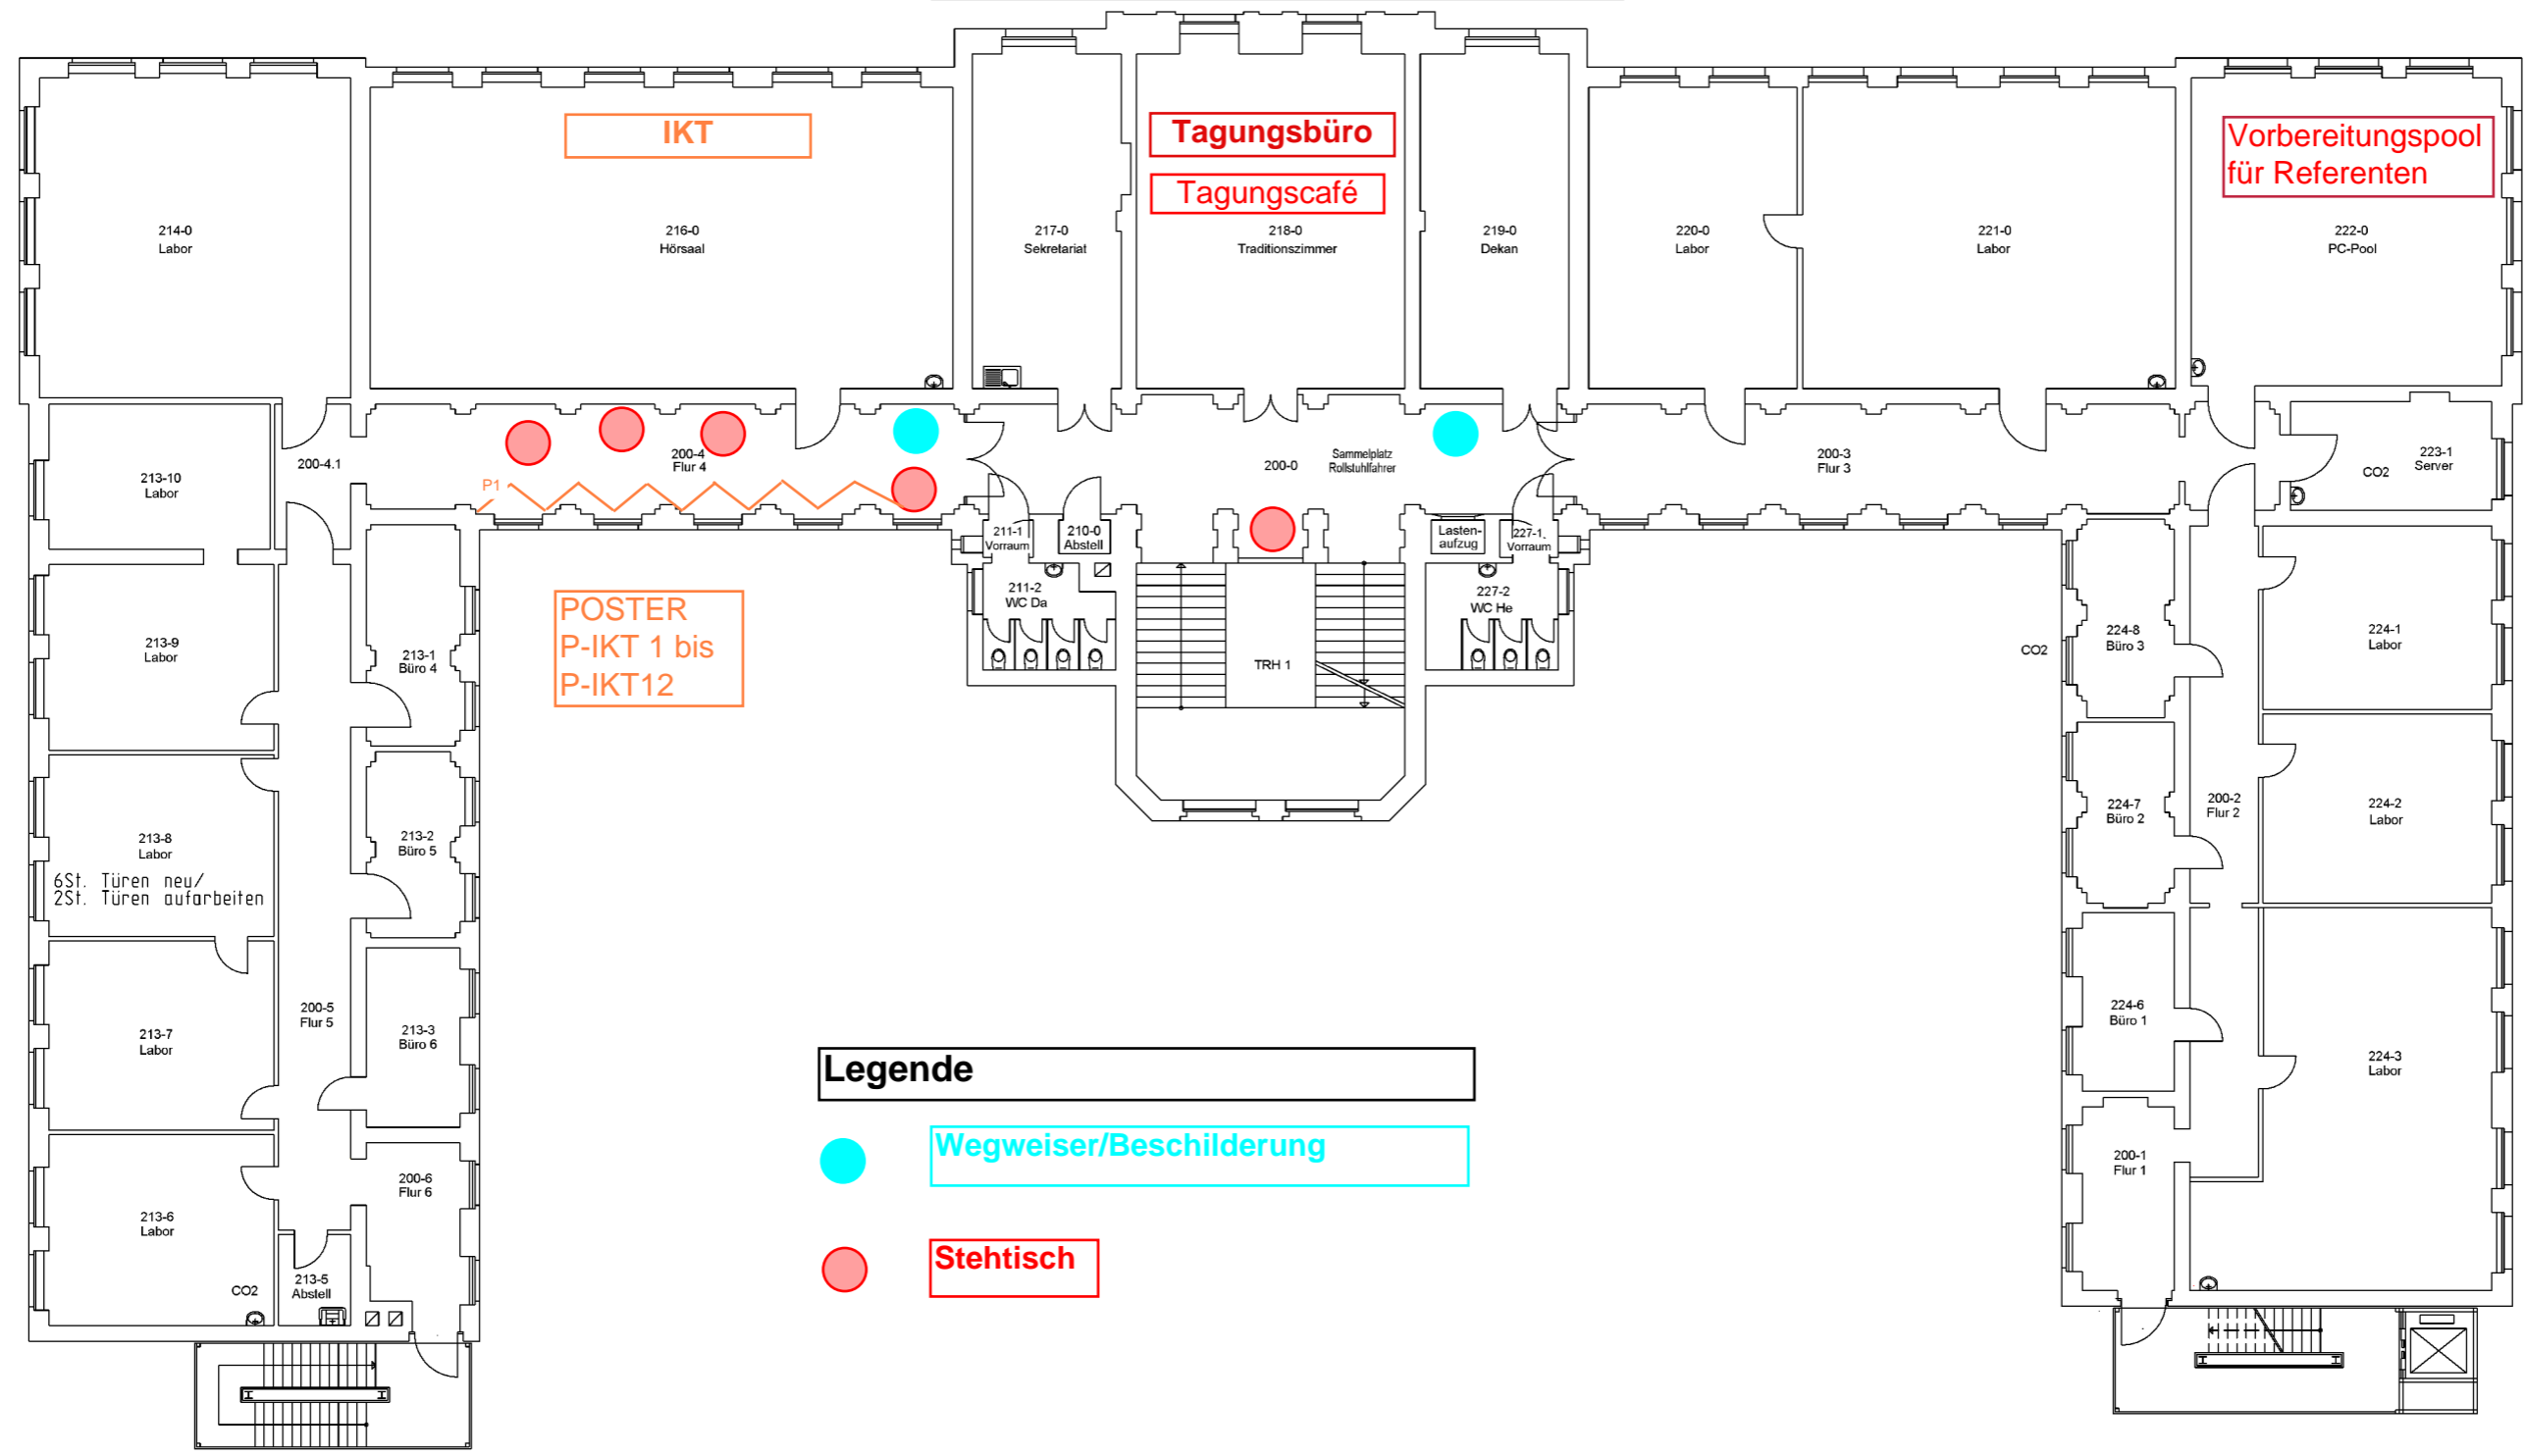 IKT
Tagungsbüro
Tagungscafé
Vorbereitungspool
für Referenten
214-0
Labor
216-0
Hörsaal
217-0
Sekretariat
218-0
Traditionszimmer
219-0
Dekan
220-0
Labor
221-0
Labor
222-0
PC-Pool
213-10
Labor
200-4.1
200-4
Flur 4
P1
200-0
Sammelplatz
Rollstuhlfahrer
200-3
Flur 3
CO2
223-1
Server
211-1
Vorraum
210-0
Abstell
Lasten-
aufzug
227-1
Vorraum
211-2
WC Da
227-2
WC He
TRH 1
POSTER
P-IKT 1 bis
P-IKT12
213-9
Labor
213-1
Büro 4
CO2
224-8
Büro 3
224-1
Labor
213-8
Labor
6St. Türen neu/
2St. Türen aufarbeiten
213-2
Büro 5
224-7
Büro 2
200-2
Flur 2
224-2
Labor
213-7
Labor
200-5
Flur 5
213-3
Büro 6
224-6
Büro 1
224-3
Labor
213-6
Labor
CO2
213-5
Abstell
200-6
Flur 6
200-1
Flur 1
Legende
Wegweiser/Beschilderung
Stehtisch